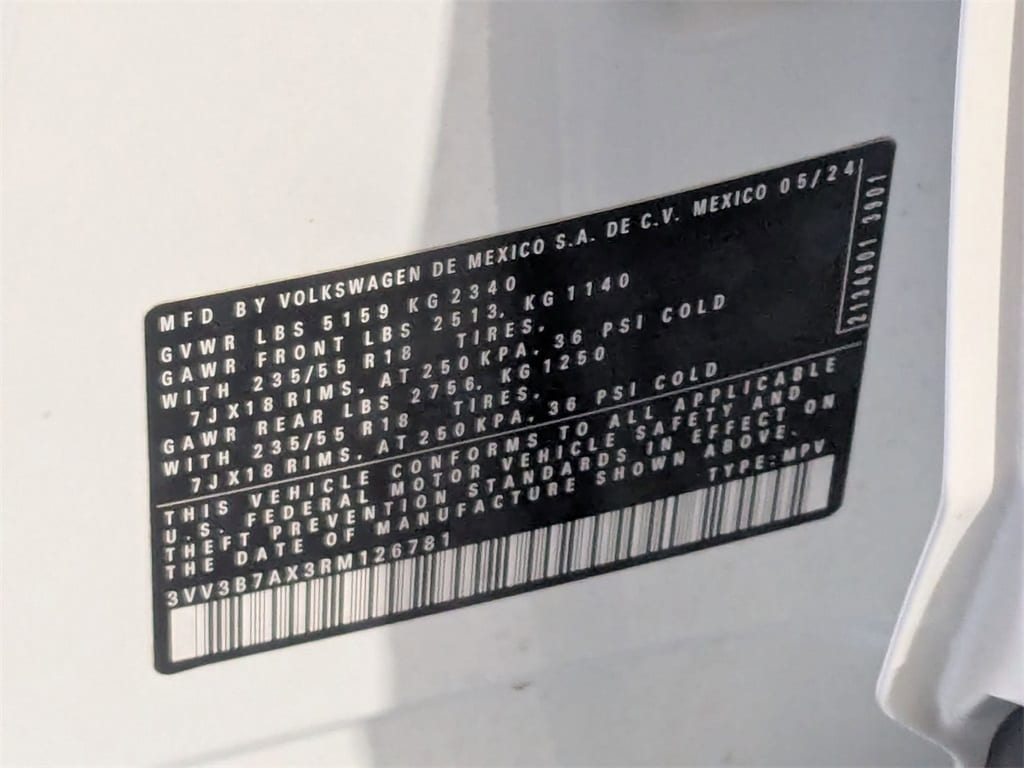 MFD BY VOLKSWAGEN DE MEXICO S.A. DE C.V. MEXICO 05/24
GVWR LBS 5159 KG 2340
GAWR FRONT LBS 2513. KG 1140
WITH 235/55 R18 TIRES.
7JX18 RIMS. AT 250KPA. 36 PSI COLD
GAWR REAR LBS 2756. KG 1250
WITH 235/55 R18 TIRES.
7JX18 RIMS. AT 250KPA. 36 PSI COLD
THIS VEHICLE CONFORMS TO ALL APPLICABLE
U.S. FEDERAL MOTOR VEHICLE SAFETY AND
THEFT PREVENTION STANDARDS IN EFFECT ON
THE DATE OF MANUFACTURE SHOWN ABOVE.
3VV3B7AX3RM126781 TYPE: MPV
2134901 3901